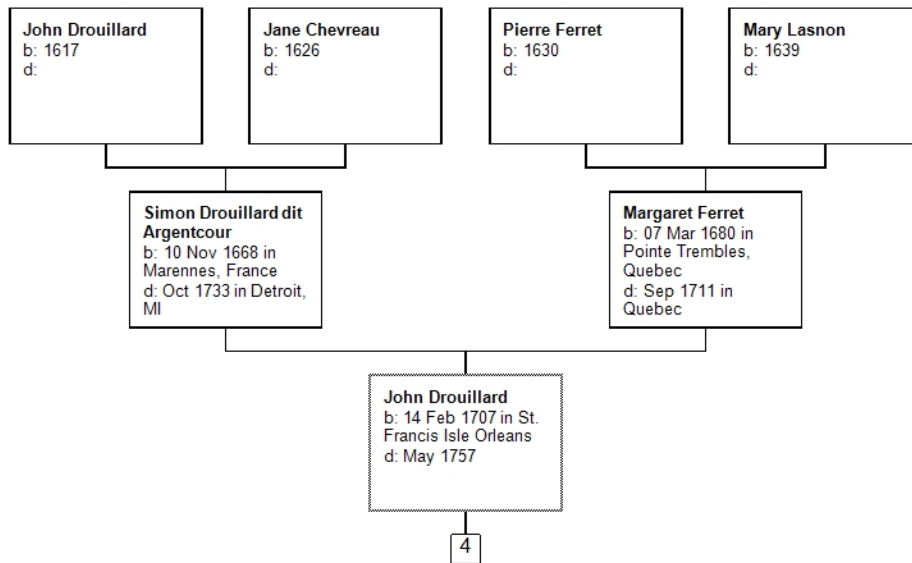 John Drouillard
b: 1617
d:
Jane Chevreau
b: 1626
d:
Pierre Ferret
b: 1630
d:
Mary Lasnon
b: 1639
d:
Simon Drouillard dit
Argentcour
b: 10 Nov 1668 in
Marennes, France
d: Oct 1733 in Detroit,
MI
Margaret Ferret
b: 07 Mar 1680 in
Pointe Trembles,
Quebec
d: Sep 1711 in
Quebec
John Drouillard
b: 14 Feb 1707 in St.
Francis Isle Orleans
d: May 1757
4